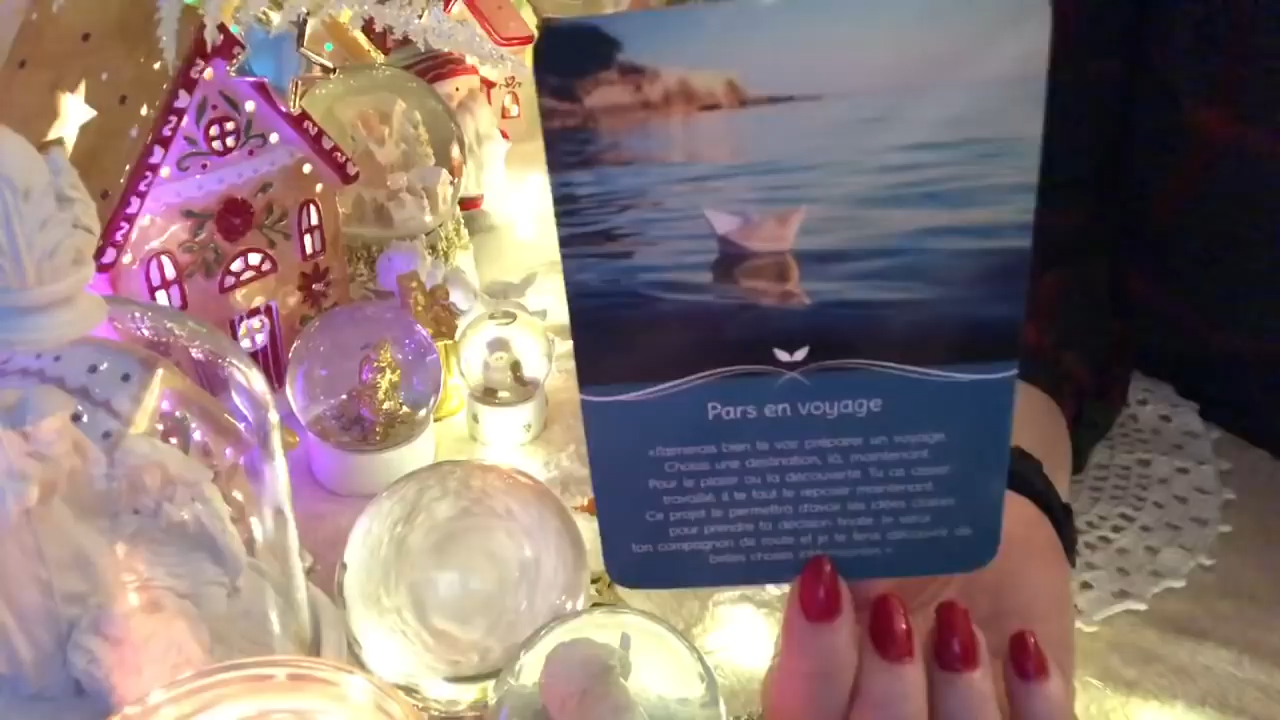 Pars en voyage
«J'aimerais bien te voir préparer un voyage.
Choisis une destination, là, maintenant.
Pour le plaisir ou la découverte. Tu as assez
travaillé, il te faut te reposer maintenant.
Ce projet te permettra d'avoir les idées claires
pour prendre ta décision finale. Je serai
ton compagnon de route et je te ferai découvrir de
belles choses »